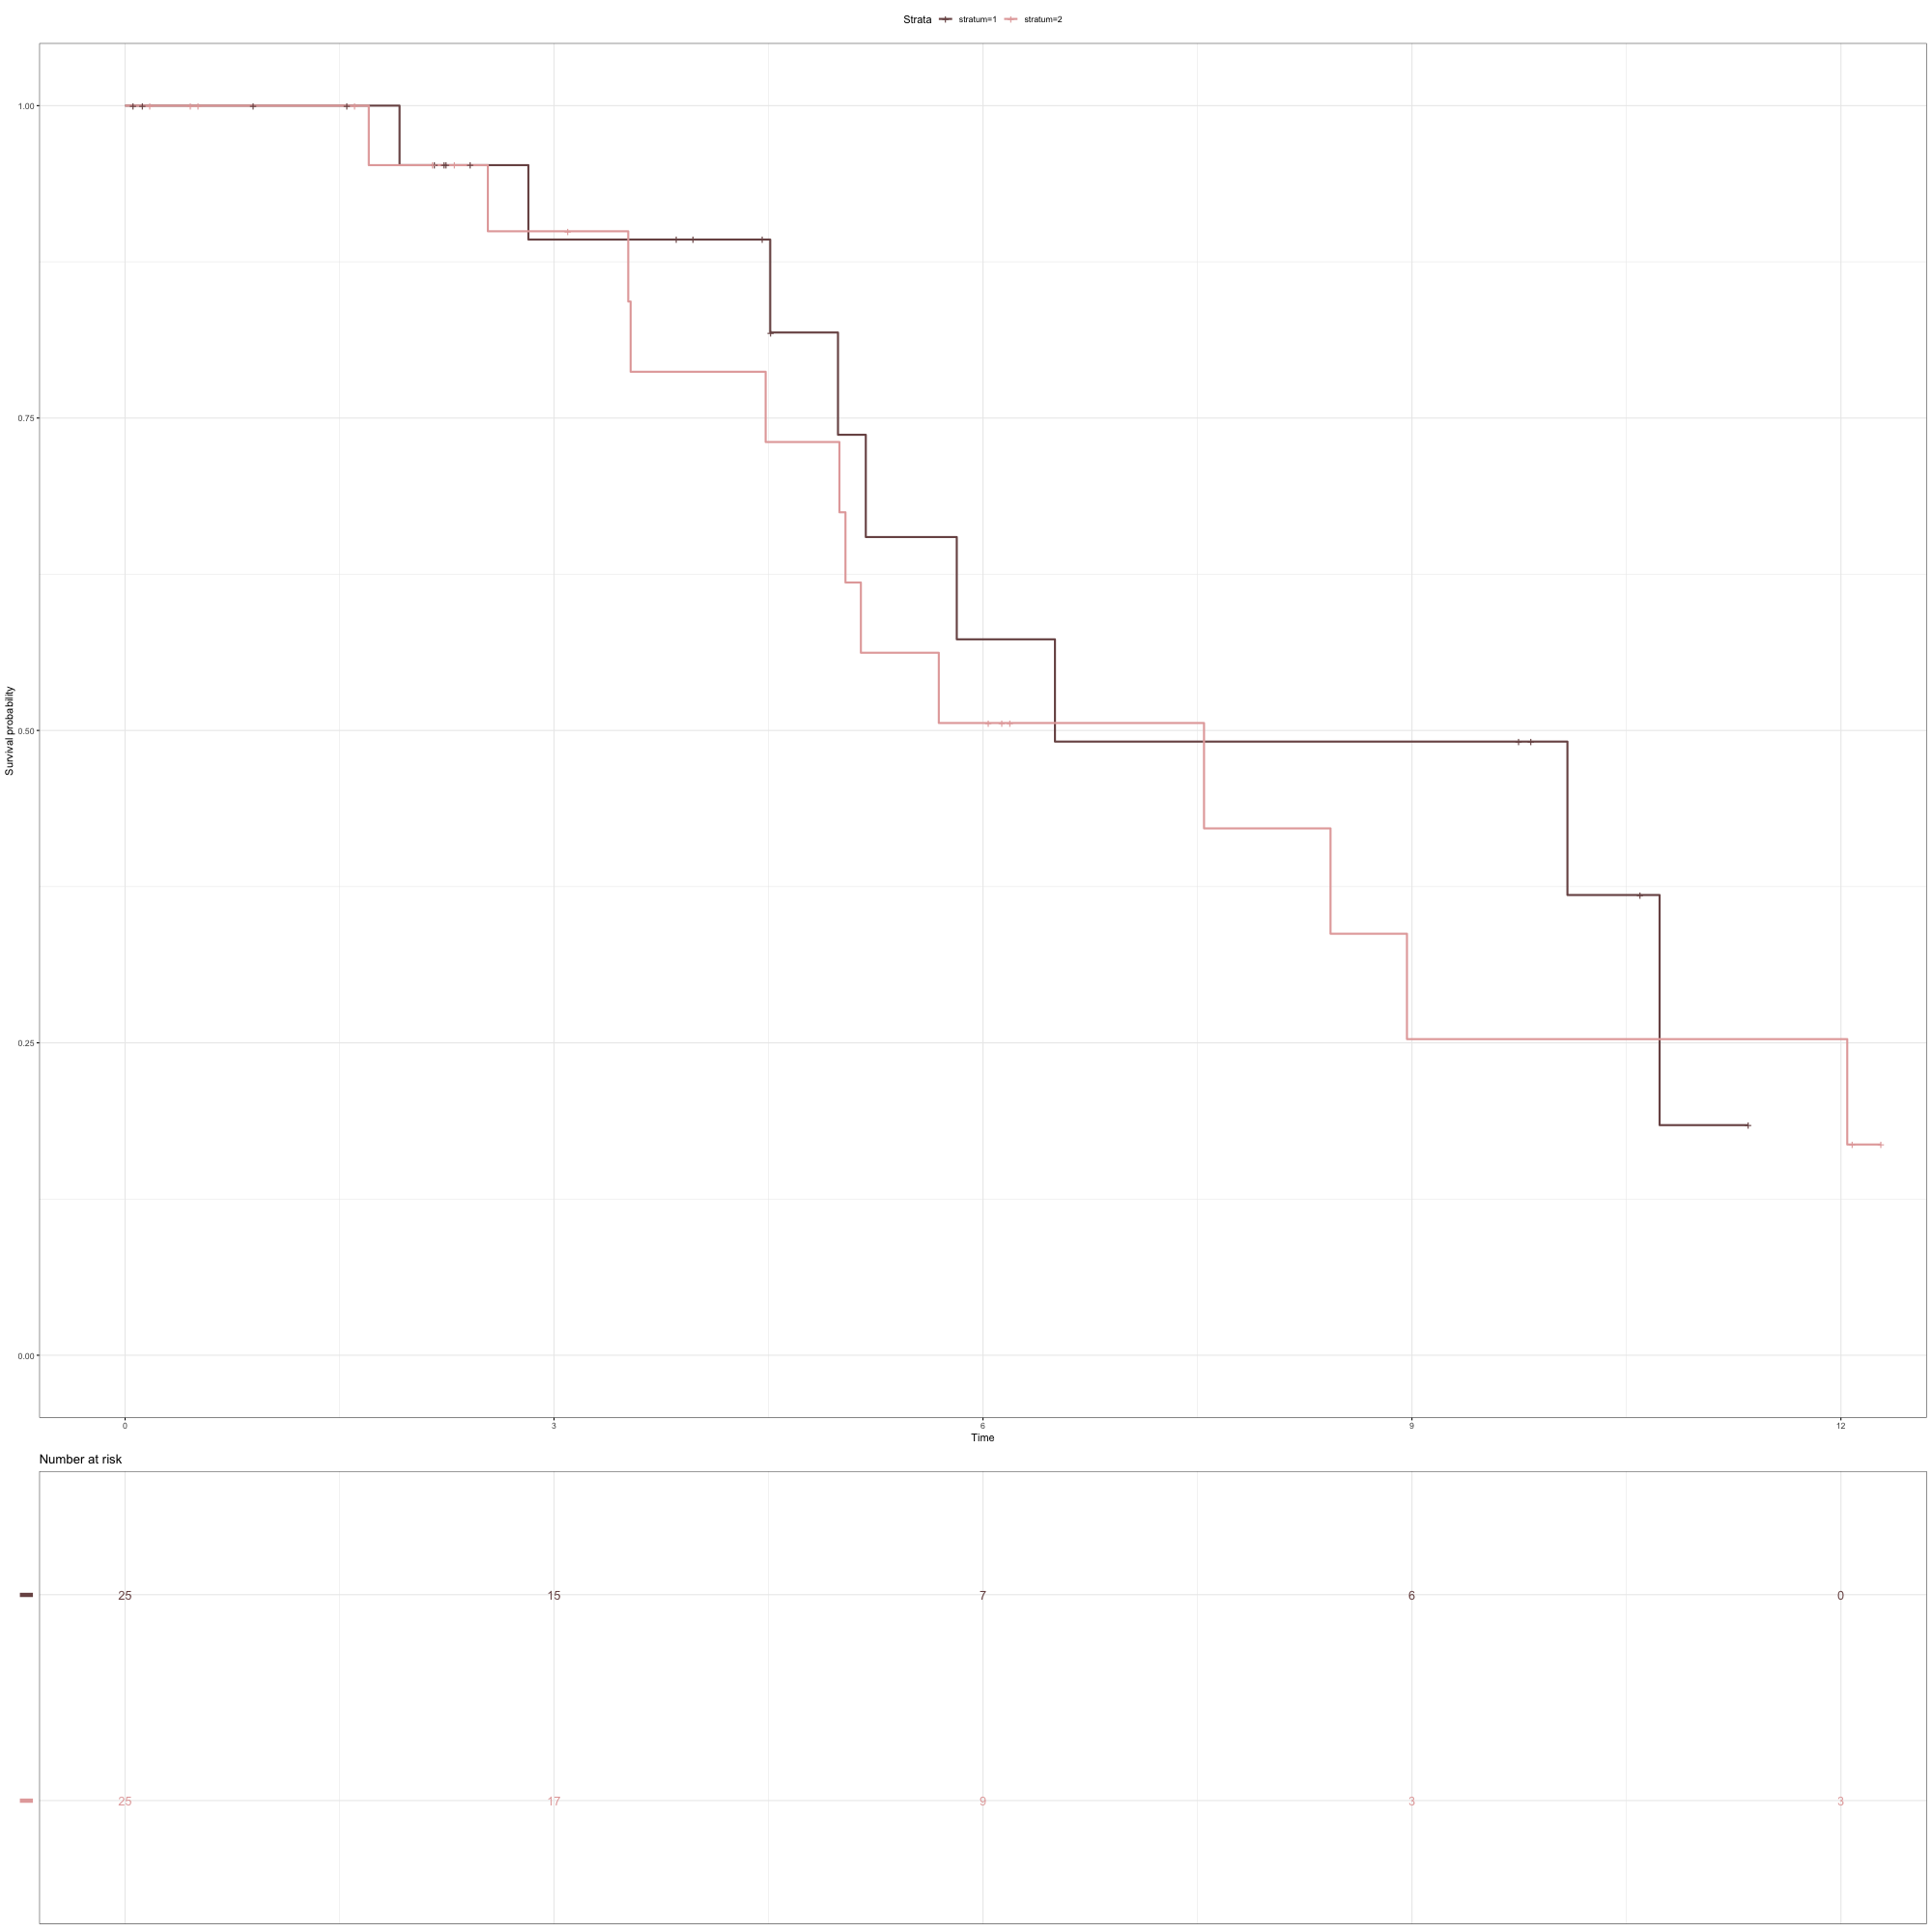 Strata stratum=1 stratum=2
1.00
0.75
0.50
0.25
0.00
Survival probability
0 3 6 9 12
Time
Number at risk
25 15 7 6 0
25 17 9 3 3